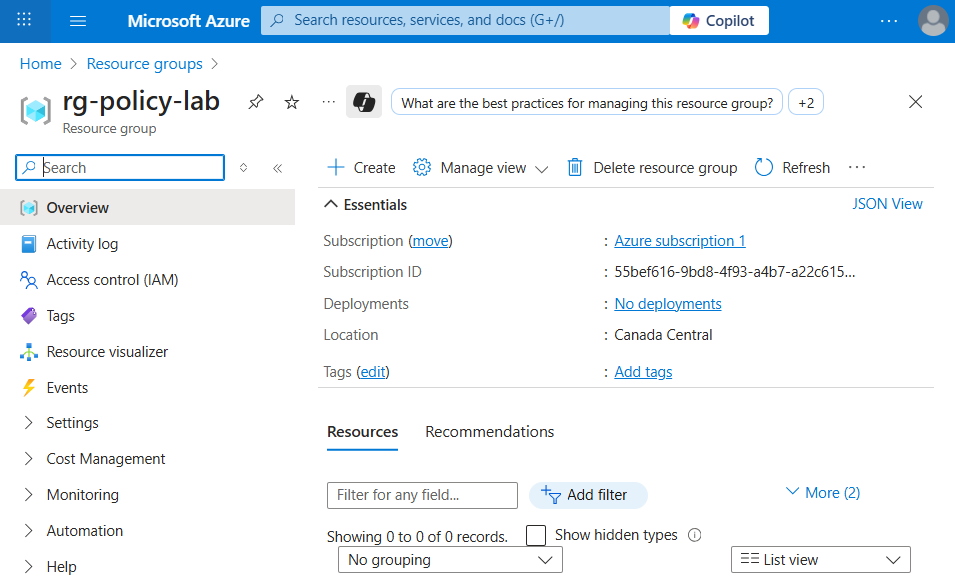 Microsoft Azure
Search resources, services, and docs (G+/)
Copilot
...
Home > Resource groups >
rg-policy-lab
...
What are the best practices for managing this resource group?
+2
Resource group
Search
Overview
Activity log
Access control (IAM)
Tags
Resource visualizer
Events
Settings
Cost Management
Monitoring
Automation
Help
Create
Manage view
Delete resource group
Refresh
...
Essentials
JSON View
Subscription (move) : Azure subscription 1
Subscription ID : 55bef616-9bd8-4f93-a4b7-a22c615...
Deployments : No deployments
Location : Canada Central
Tags (edit) : Add tags
Resources
Recommendations
Filter for any field...
Add filter
More (2)
Showing 0 to 0 of 0 records.
Show hidden types
No grouping
List view